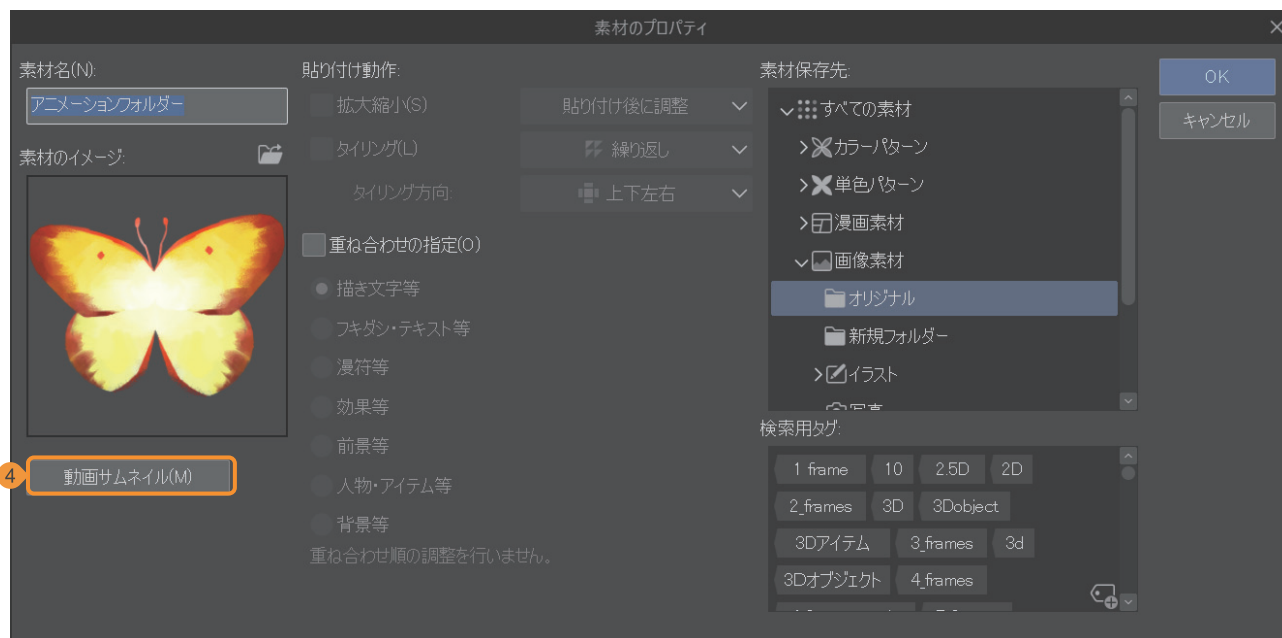 素材のプロパティ
素材名(N):
アニメーションフォルダー
素材のイメージ:
4
動画サムネイル(M)
貼り付け動作:
拡大縮小(S) 貼り付け後に調整
タイリング(L) 繰り返し
タイリング方向: 上下左右
重ね合わせの指定(O)
描き文字等
フキダシ・テキスト等
漫符等
効果等
前景等
人物・アイテム等
背景等
重ね合わせ順の調整を行いません。
素材保存先:
すべての素材
カラーパターン
単色パターン
漫画素材
画像素材
オリジナル
新規フォルダー
イラスト
写真
検索用タグ:
1 frame 10 2.5D 2D
2_frames 3D 3Dobject
3Dアイテム 3_frames 3d
3Dオブジェクト 4_frames
OK
キャンセル